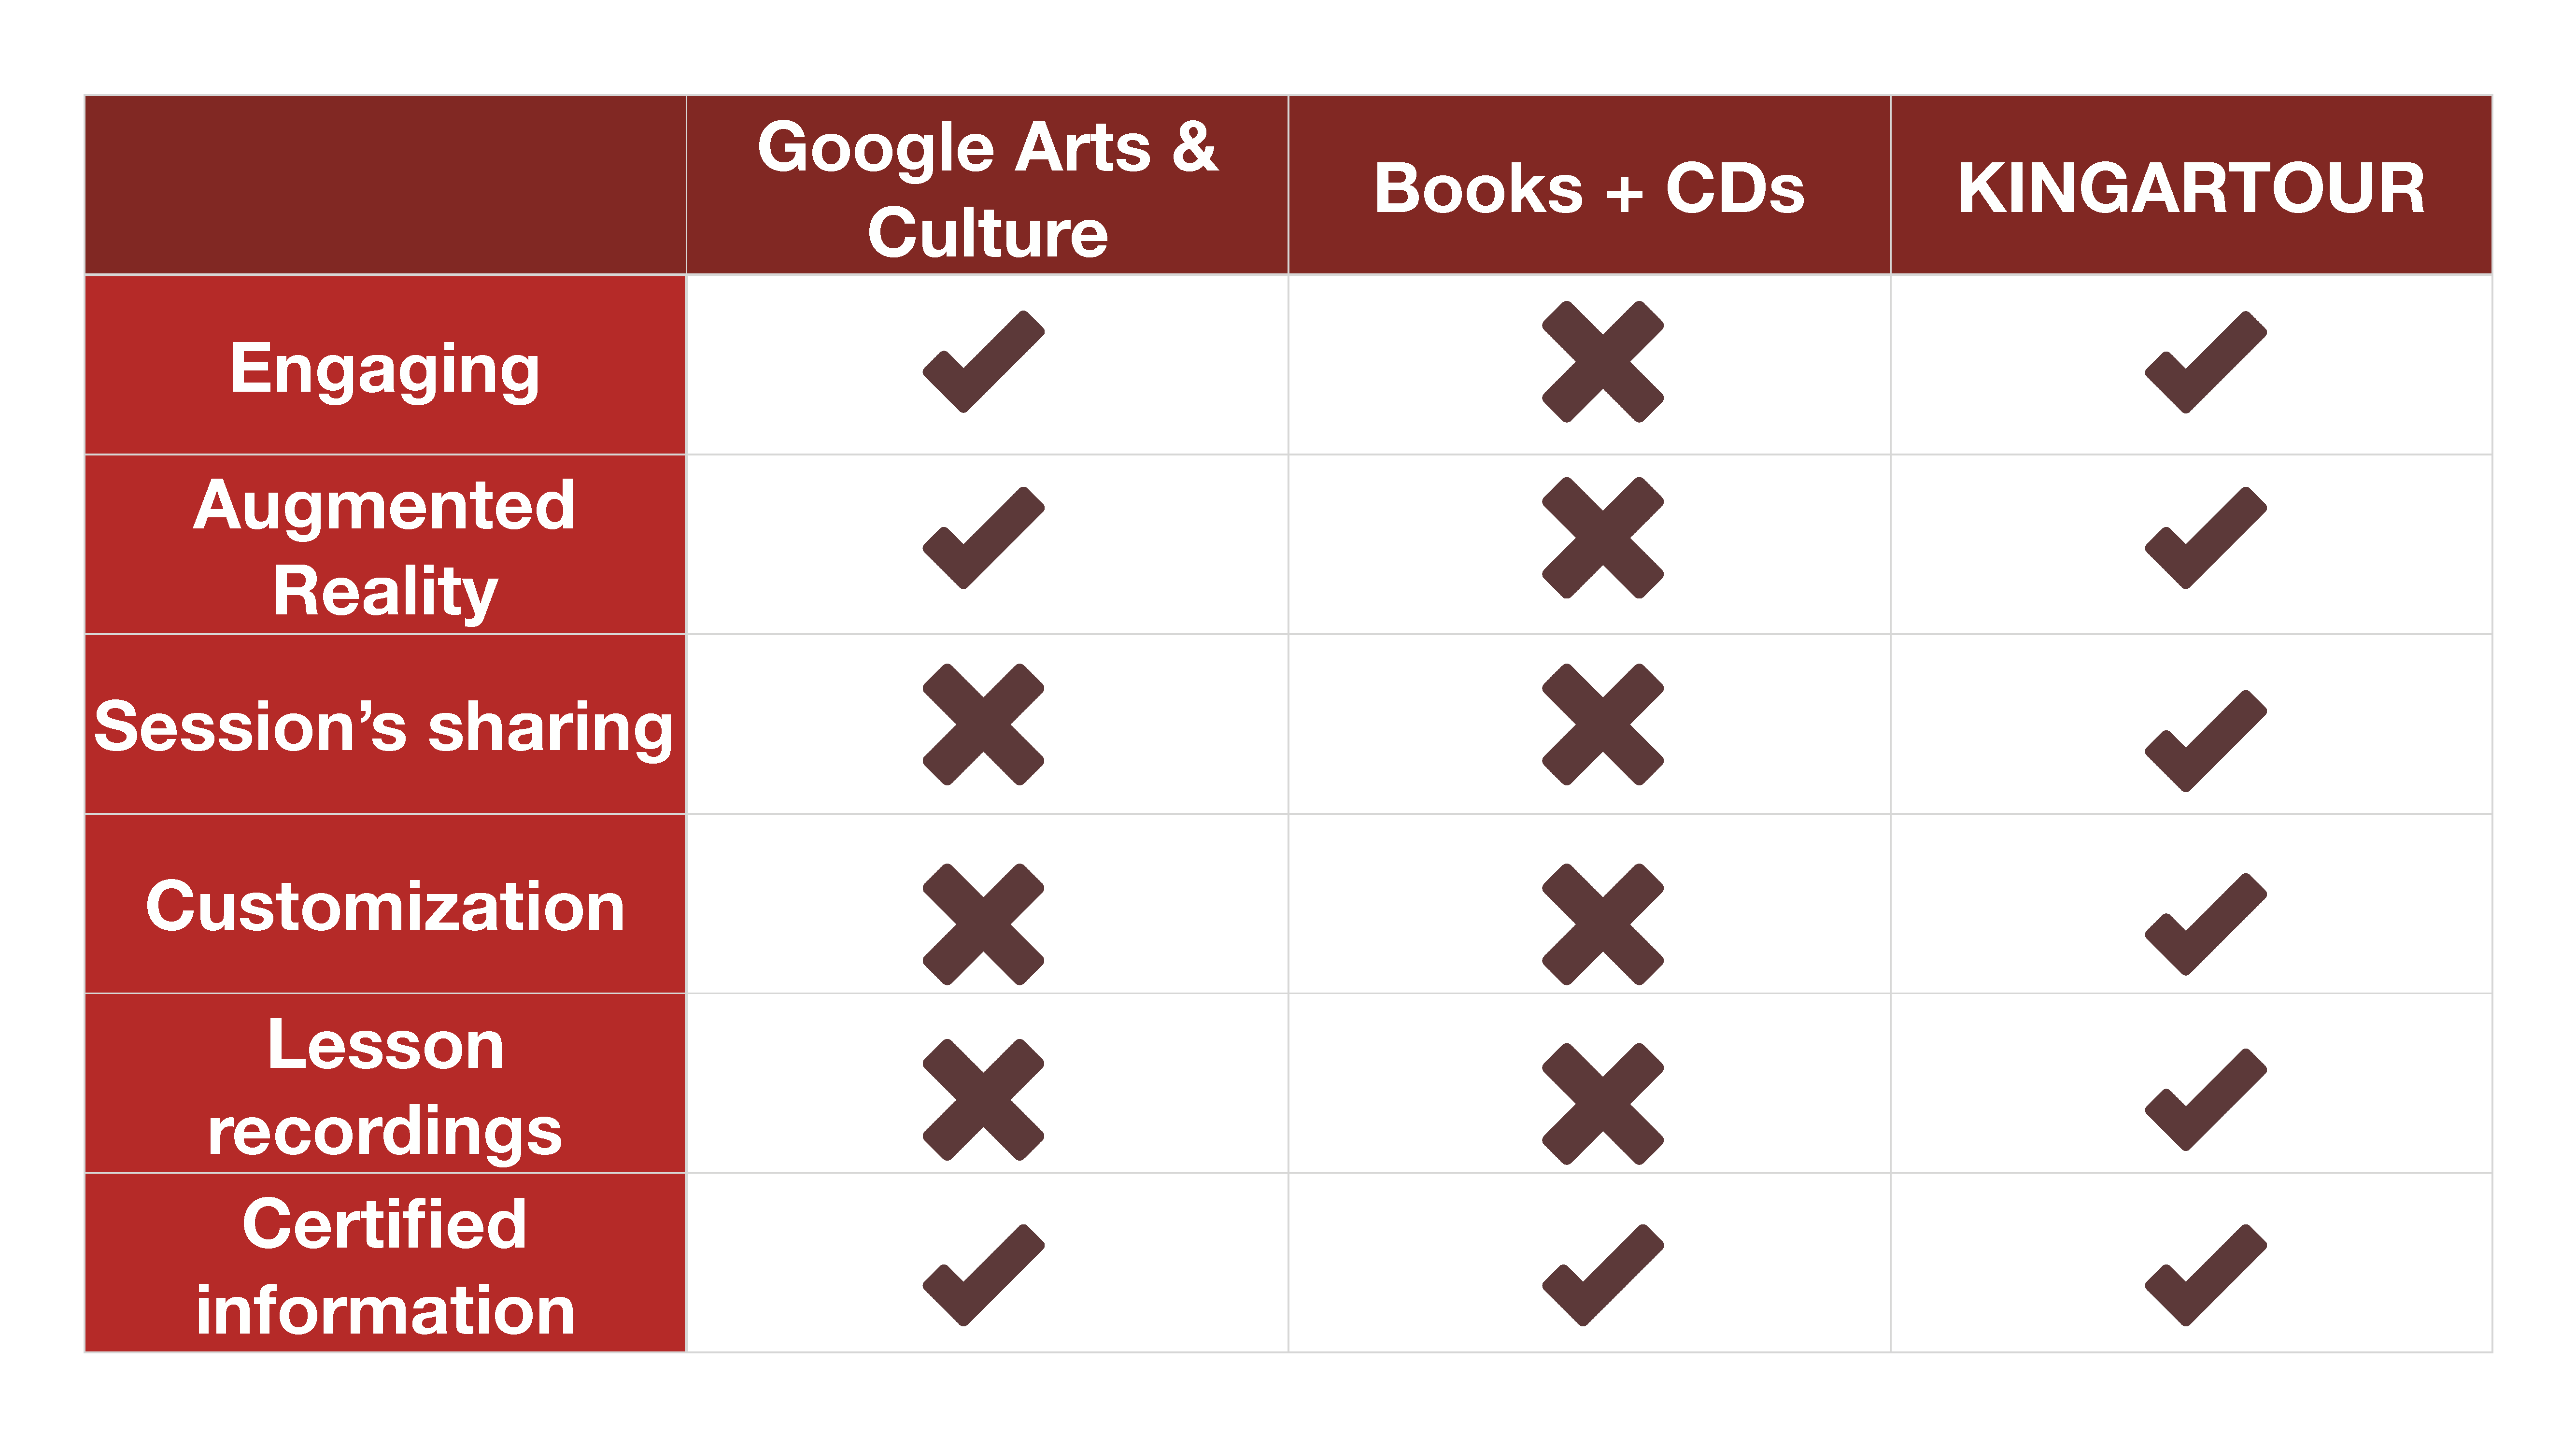 Google Arts &
Culture
Books + CDs
KINGARTOUR
Engaging
Augmented
Reality
Session’s sharing
Customization
Lesson
recordings
Certified
information